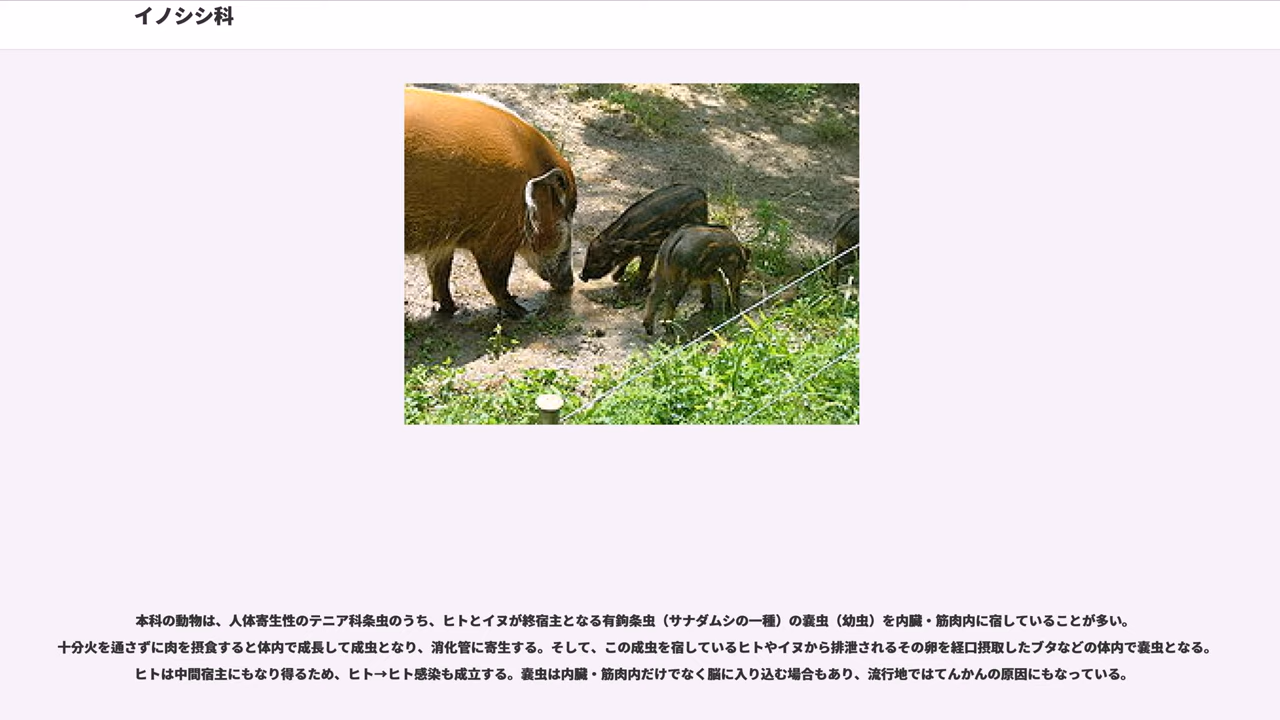 イノシシ科
本科の動物は、人体寄生性のテニア科条虫のうち、ヒトとイヌが終宿主となる有鉤条虫（サナダムシの一種）の嚢虫（幼虫）を内臓・筋肉内に宿していることが多い。
十分火を通さずに肉を摂食すると体内で成長して成虫となり、消化管に寄生する。そして、この成虫を宿しているヒトやイヌから排泄されるその卵を経口摂取したブタなどの体内で嚢虫となる。
ヒトは中間宿主にもなり得るため、ヒト→ヒト感染も成立する。嚢虫は内臓・筋肉内だけでなく脳に入り込む場合もあり、流行地ではてんかんの原因にもなっている。